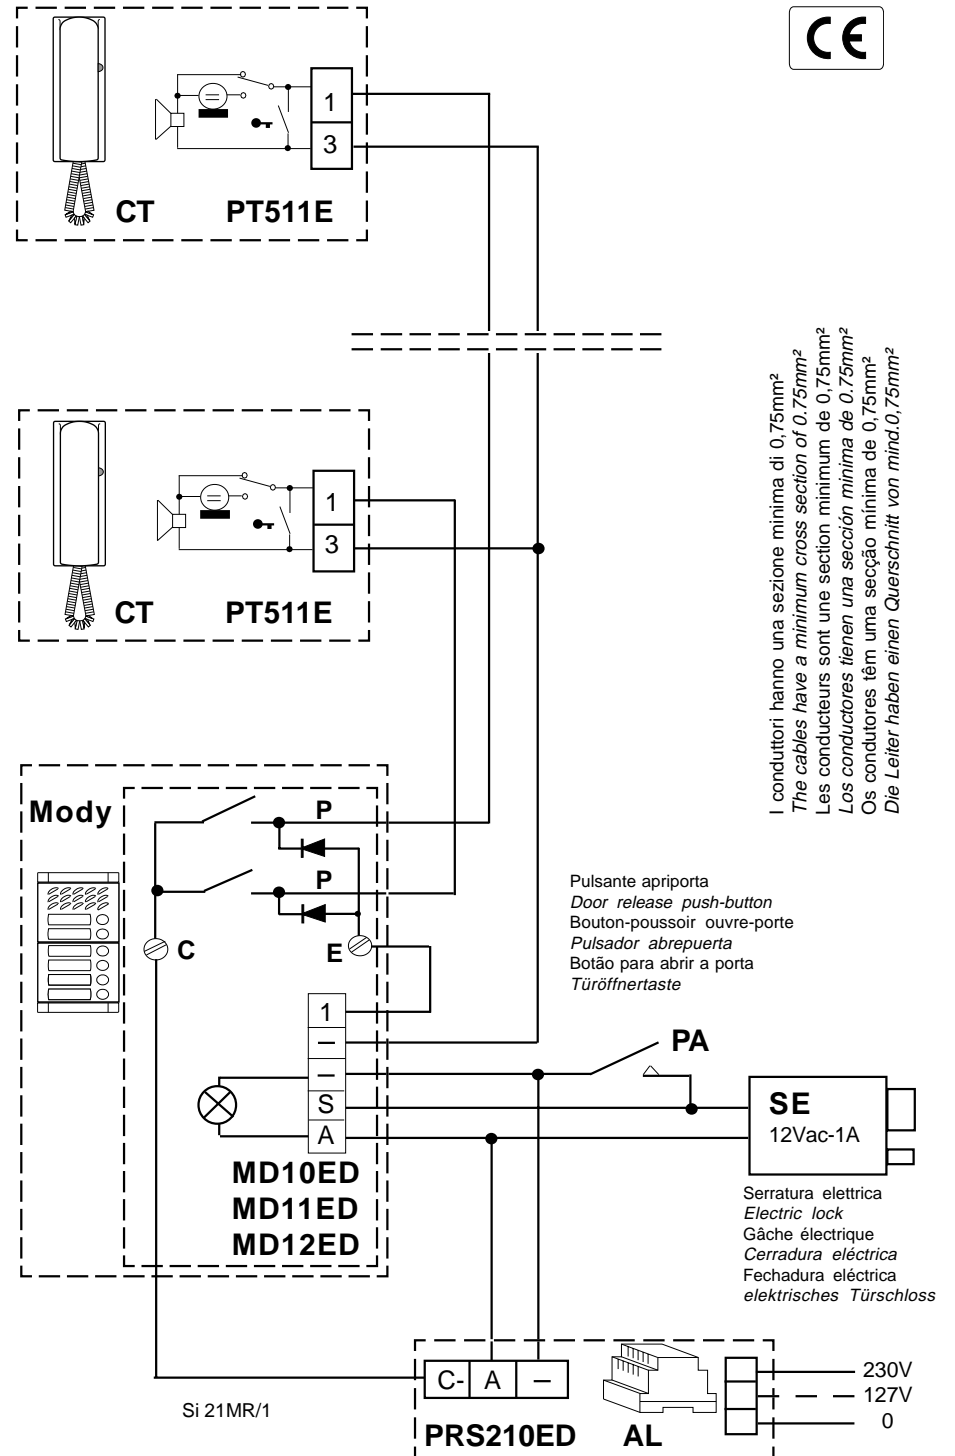 CE
1
3
CT PT511E
I conduttori hanno una sezione minima di 0,75mm²
The cables have a minimum cross section of 0.75mm²
Les conducteurs sont une section minimum de 0,75mm²
Los conductores tienen una sección minima de 0.75mm²
Os condutores têm uma secção mínima de 0,75mm²
Die Leiter haben einen Querschnitt von mind.0,75mm²
1
3
CT PT511E
Mody
P
P
C
E
Pulsante apriporta
Door release push-button
Bouton-poussoir ouvre-porte
Pulsador abrepuerta
Botão para abrir a porta
Türöffnertaste
1
–
–
S
A
PA
SE
12Vac-1A
MD10ED
MD11ED
MD12ED
Serratura elettrica
Electric lock
Gâche électrique
Cerradura eléctrica
Fechadura eléctrica
elektrisches Türschloss
C- A –
230V
127V
0
Si 21MR/1
PRS210ED AL